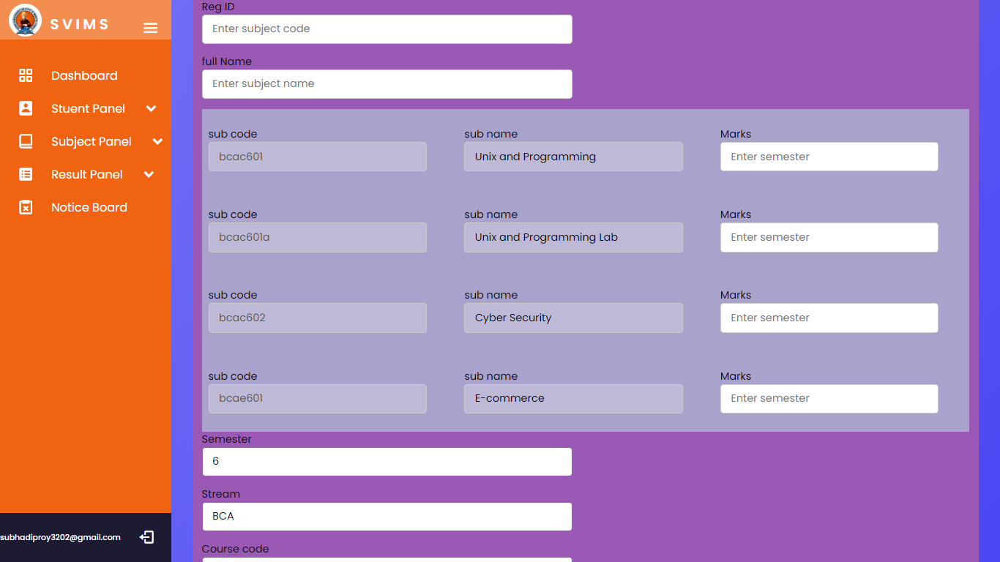 SVIMS
Dashboard
Stuent Panel
Subject Panel
Result Panel
Notice Board
subhadiproy3202@gmail.com
Reg ID
Enter subject code
full Name
Enter subject name
sub code sub name Marks
bcac601 Unix and Programming Enter semester
sub code sub name Marks
bcac601a Unix and Programming Lab Enter semester
sub code sub name Marks
bcac602 Cyber Security Enter semester
sub code sub name Marks
bcae601 E-commerce Enter semester
Semester
6
Stream
BCA
Course code